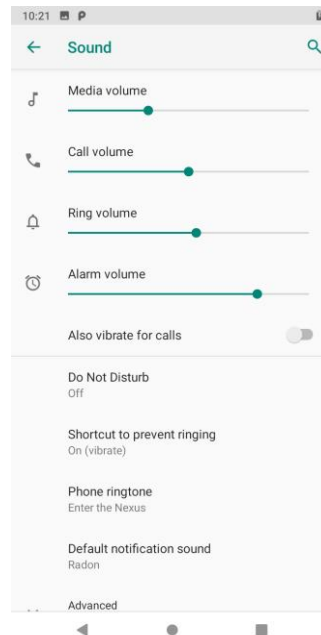 10:21
Sound
Media volume
Call volume
Ring volume
Alarm volume
Also vibrate for calls
Do Not Disturb
Off
Shortcut to prevent ringing
On (vibrate)
Phone ringtone
Enter the Nexus
Default notification sound
Radon
Advanced